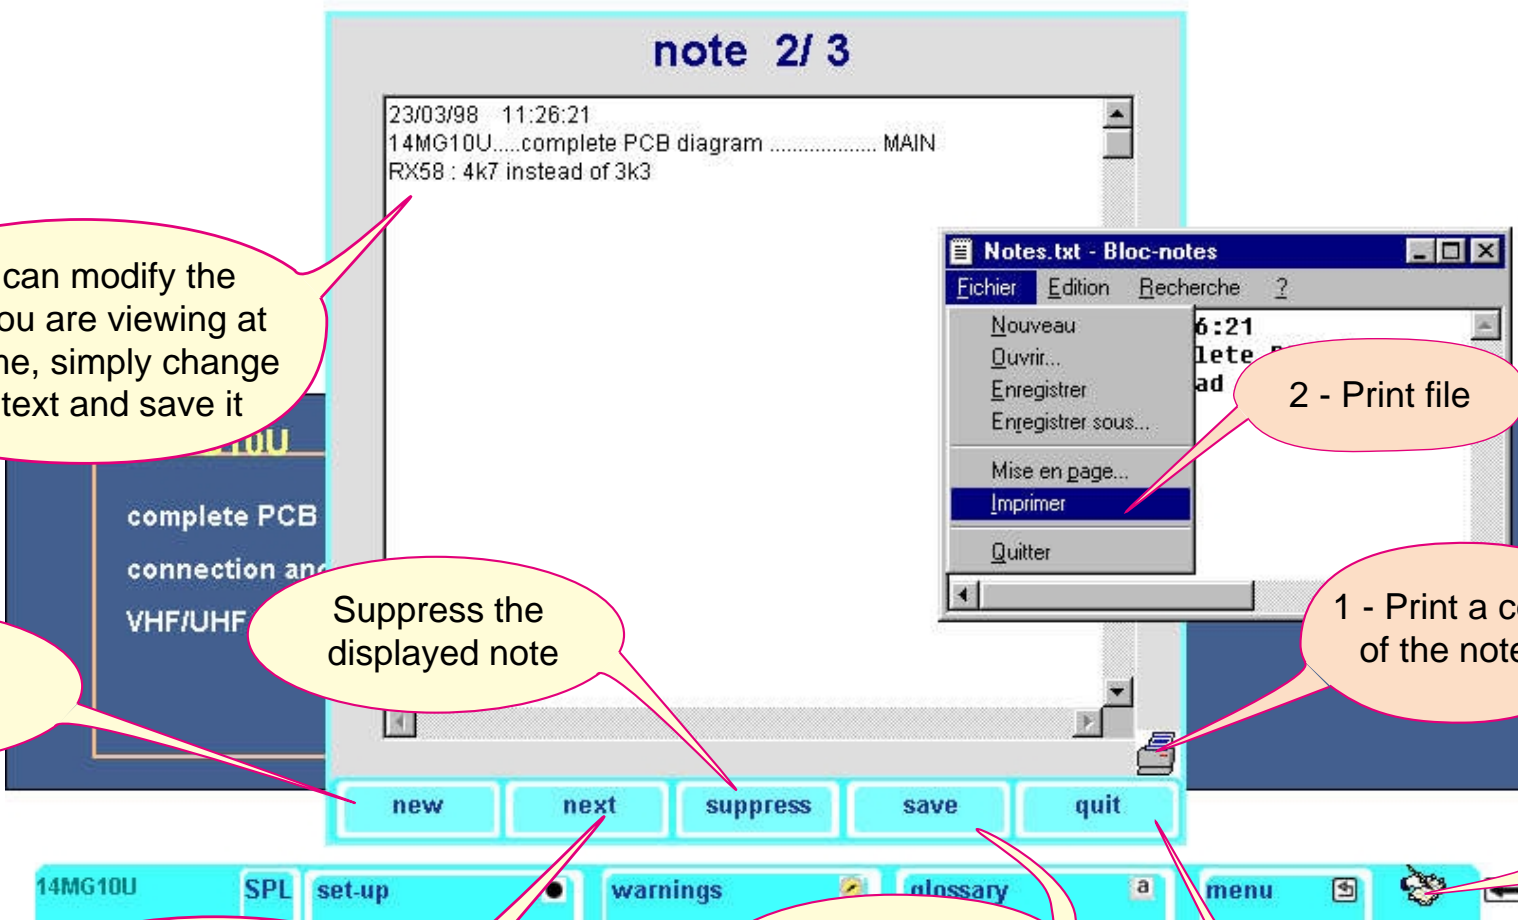 note 2/ 3
23/03/98 11:26:21
14MG10U.....complete PCB diagram ................... MAIN
RX58 : 4k7 instead of 3k3
can modify the
ou are viewing at
ne, simply change
text and save it
Notes.txt - Bloc-notes
Fichier Edition Recherche ?
Nouveau
Ouvrir...
Enregistrer
Enregistrer sous...
Mise en page...
Imprimer
Quitter
6:21
lete
ad
2 - Print file
1 - Print a co
of the note
10U
complete PCB
connection and
VHF/UHF
Suppress the
displayed note
new next suppress save quit
14MG10U SPL set-up warnings glossary a menu